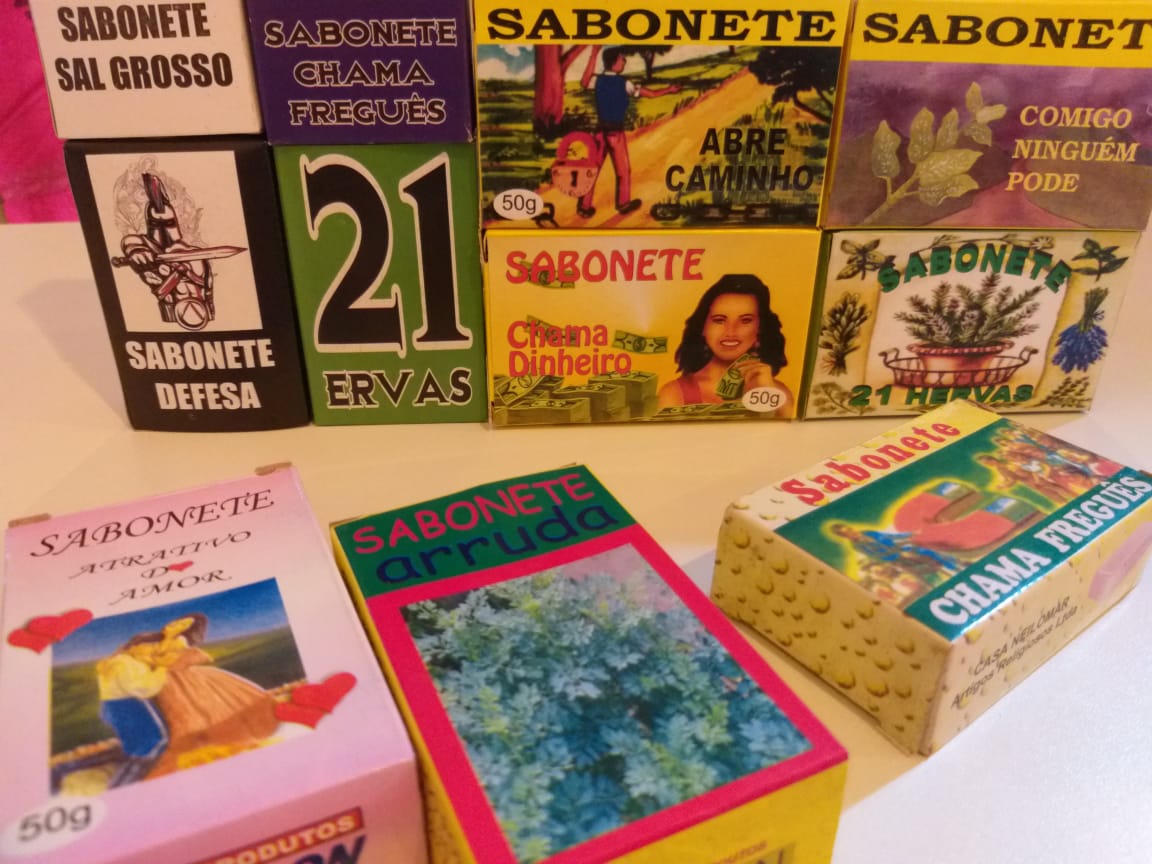 SABONETE
SAL GROSSO
SABONETE
CHAMA
FREGUÊS
SABONETE
ABRE
CAMINHO
50g
SABONET
COMIGO
NINGUÉM
PODE
SABONETE
DEFESA
21
ERVAS
SABONETE
Chama
Dinheiro
50g
SABONETE
21 HERVAS
SABONETE
ATRATIVO
DO
AMOR
50g
PRODUTOS
SABONETE
arruda
Sabonete
CHAMA FREGUÊS
CASA NEILOMAR
Artigos Religiosos Ltda